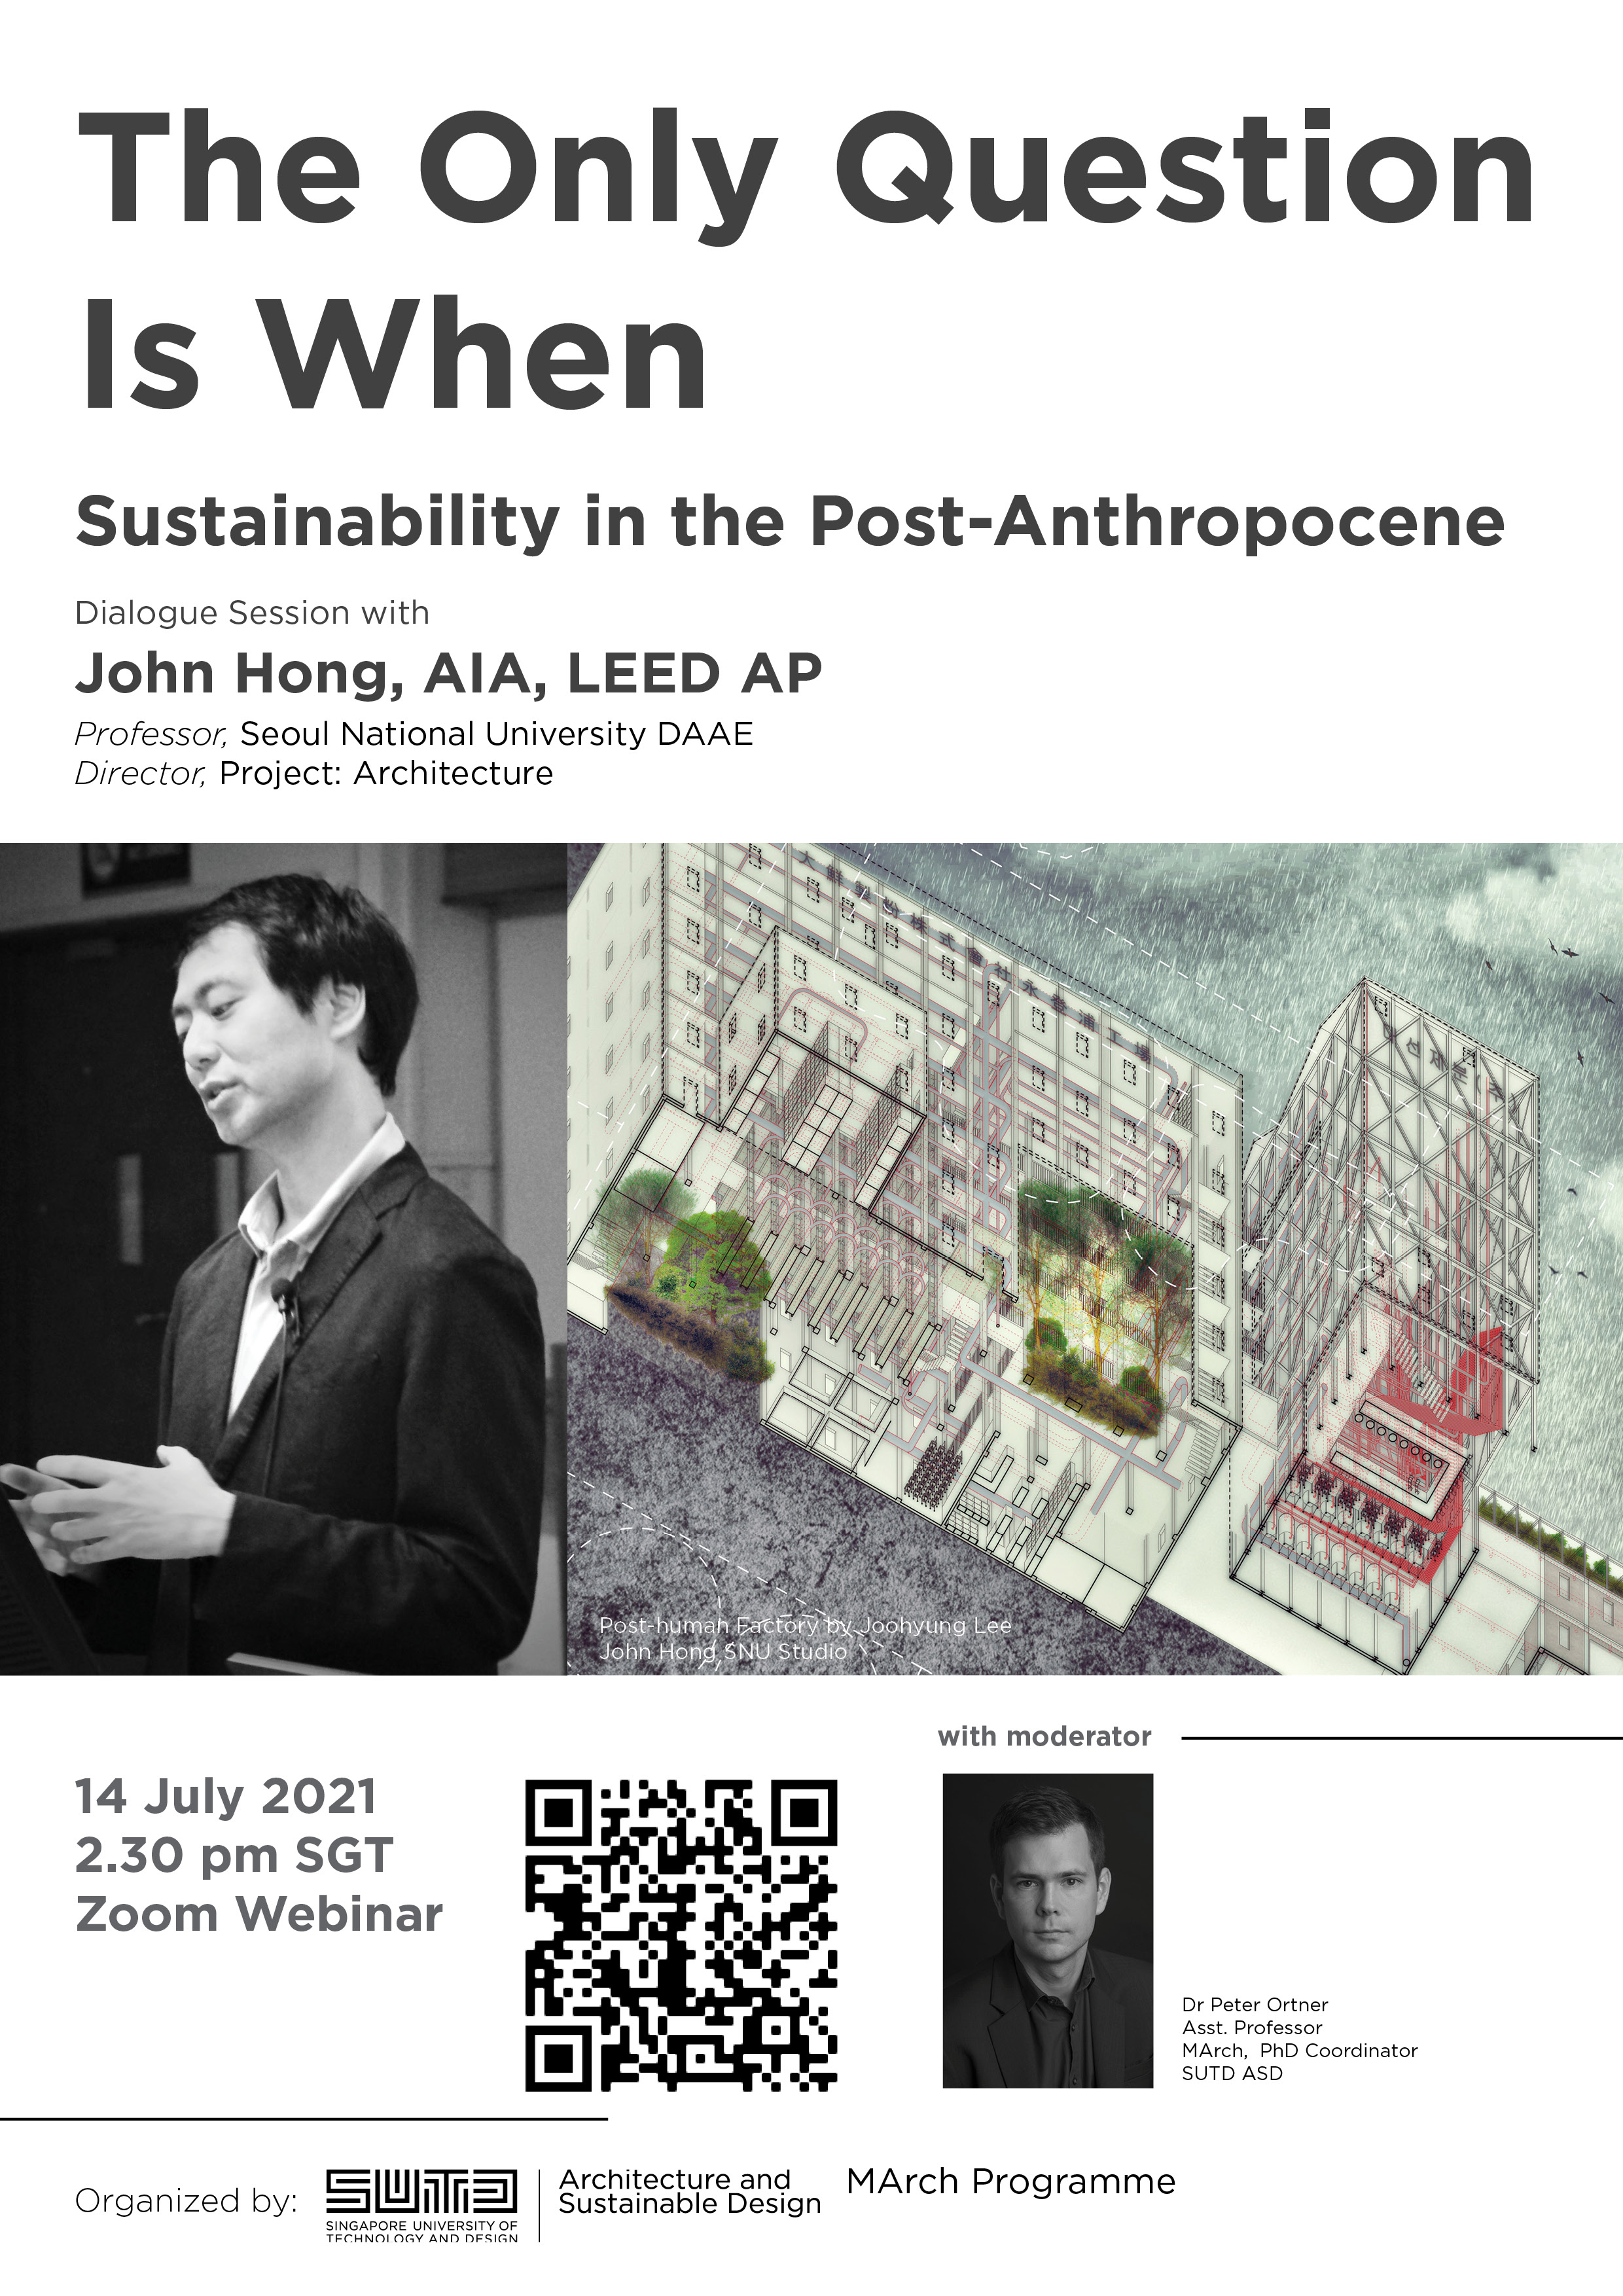 The Only Question
Is When
Sustainability in the Post-Anthropocene
Dialogue Session with
John Hong, AIA, LEED AP
Professor, Seoul National University DAAE
Director, Project: Architecture
Post-human Factory by Joohyung Lee
John Hong SNU Studio
with moderator
14 July 2021
2.30 pm SGT
Zoom Webinar
Dr Peter Ortner
Asst. Professor
MArch, PhD Coordinator
SUTD ASD
Organized by:
SUTD
SINGAPORE UNIVERSITY OF
TECHNOLOGY AND DESIGN
Architecture and
Sustainable Design
MArch Programme